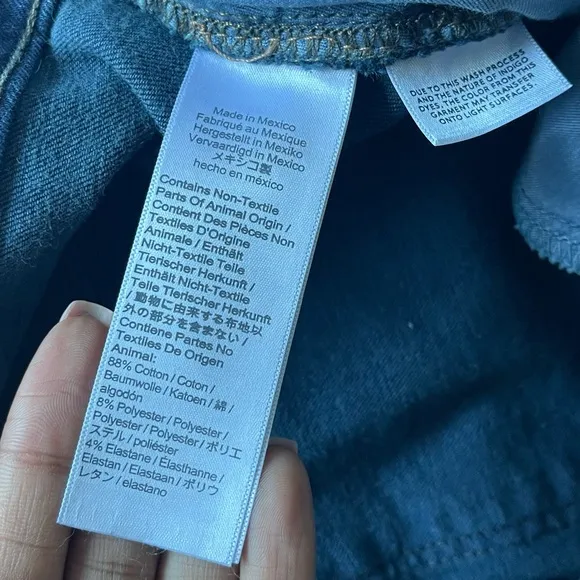 Made in Mexico
Fabriqué au Mexique
Hergestellt in Mexiko
Vervaardigd in Mexico
メキシコ製
hecho en méxico
Contains Non-Textile
Parts Of Animal Origin /
Contient Des Pièces Non
Textiles D'Origine
Animale / Enthält
Nicht-Textile Teile
Tierischer Herkunft /
Enthält Nicht-Textile
Teile Tierischer Herkunft
/ 動物に由来する布地以
外の部分を含まない /
Contiene Partes No
Textiles De Origen
Animal:
88% Cotton / Coton /
Baumwolle / Katoen / 綿 /
algodón
8% Polyester / Polyester /
Polyester / Polyester / ポリエ
ステル / poliéster
4% Elastane / Élasthanne /
Elastan / Elastaan / ポリウ
レタン / elastano
DUE TO THIS WASH PROCESS
AND THE NATURE OF INDIGO
DYES, THE COLOR FROM THIS
GARMENT MAY TRANSFER
ONTO LIGHT SURFACES.